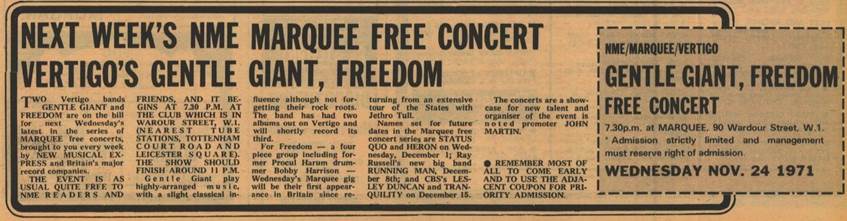 NEXT WEEK'S NME MARQUEE FREE CONCERT
VERTIGO'S GENTLE GIANT, FREEDOM
TWO Vertigo bands
GENTLE GIANT and
FREEDOM are on the bill
for next Wednesday's
latest in the series of
MARQUEE free concerts,
brought to you every week
by NEW MUSICAL EX-
PRESS and Britain's major
record companies.
THE EVENT IS AS
USUAL QUITE FREE TO
NME READERS AND
FRIENDS, AND IT BE-
GINS AT 7.30 P.M. AT
THE CLUB WHICH IS IN
WAROUR STREET, W.1.
(NEAREST TUBE
STATIONS, TOTTENHAM
COURT ROAD AND
LEICESTER SQUARE).
THE SHOW SHOULD
FINISH AROUND 11 P.M.
Gentle Giant play
highly-arranged music,
with a slight classical in-
fluence although not for-
getting their rock roots.
The band has had two
albums out on Vertigo and
will shortly record its
third.
For Freedom — a four
piece group including for-
mer Procul Harum drum-
mer Bobby Harrison —
Wednesday's Marquee gig
will be their first appear-
ance in Britain since re-
turning from an extensive
tour of the States with
Jethro Tull.
Names set for future
dates in the Marquee free
concert series are STATUS
QUO and HERON on Wed-
nesday, December 1; Ray
Russell's new big band
RUNNING MAN, Decem-
ber 8th; and CBS's LES-
LEY DUNCAN and TRAN-
QUILITY on December 15.
The concerts are a show-
case for new talent and
organiser of the event is
noted promoter JOHN
MARTIN.
● REMEMBER MOST OF
ALL TO COME EARLY
AND TO USE THE ADJA-
CENT COUPON FOR PRI-
ORITY ADMISSION.
NME/MARQUEE/VERTIGO
GENTLE GIANT, FREEDOM
FREE CONCERT
7.30p.m. at MARQUEE. 90 Wardour Street, W.1.
Admission strictly limited and management
must reserve right of admission.
WEDNESDAY NOV. 24 1971